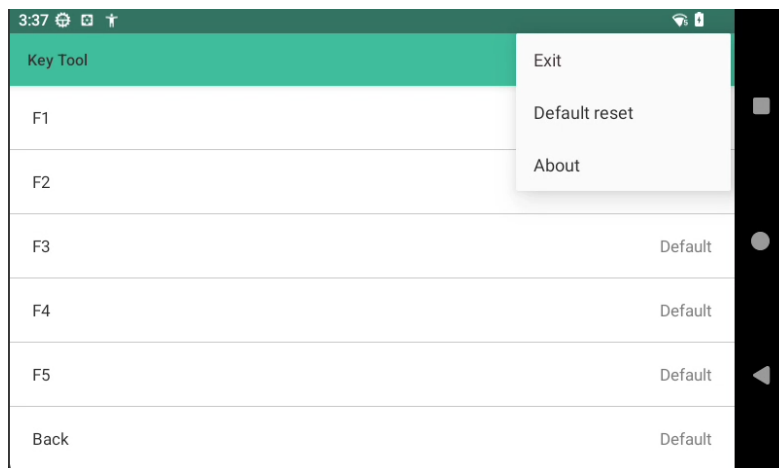 3:37
Key Tool
Exit
Default reset
About
F1
F2
F3 Default
F4 Default
F5 Default
Back Default